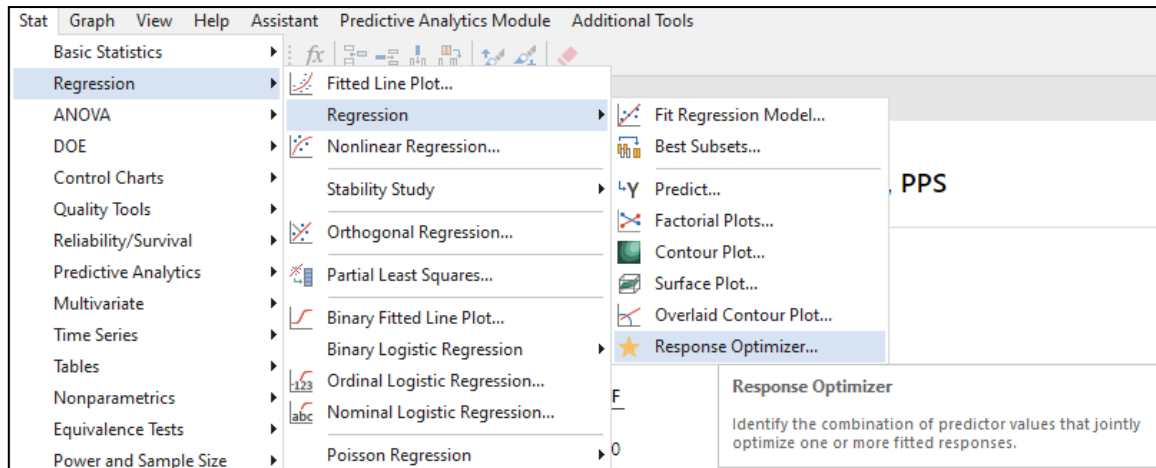 Stat Graph View Help Assistant Predictive Analytics Module Additional Tools
fx
Basic Statistics
Regression
ANOVA
DOE
Control Charts
Quality Tools
Reliability/Survival
Predictive Analytics
Multivariate
Time Series
Tables
Nonparametrics
Equivalence Tests
Power and Sample Size
Fitted Line Plot...
Regression
Nonlinear Regression...
Stability Study
Orthogonal Regression...
Partial Least Squares...
Binary Fitted Line Plot...
Binary Logistic Regression
-123 Ordinal Logistic Regression...
abc Nominal Logistic Regression...
Poisson Regression
Fit Regression Model...
Best Subsets...
Y Predict...
Factorial Plots...
Contour Plot...
Surface Plot...
Overlaid Contour Plot...
Response Optimizer...
, PPS
F
0
Response Optimizer
Identify the combination of predictor values that jointly
optimize one or more fitted responses.